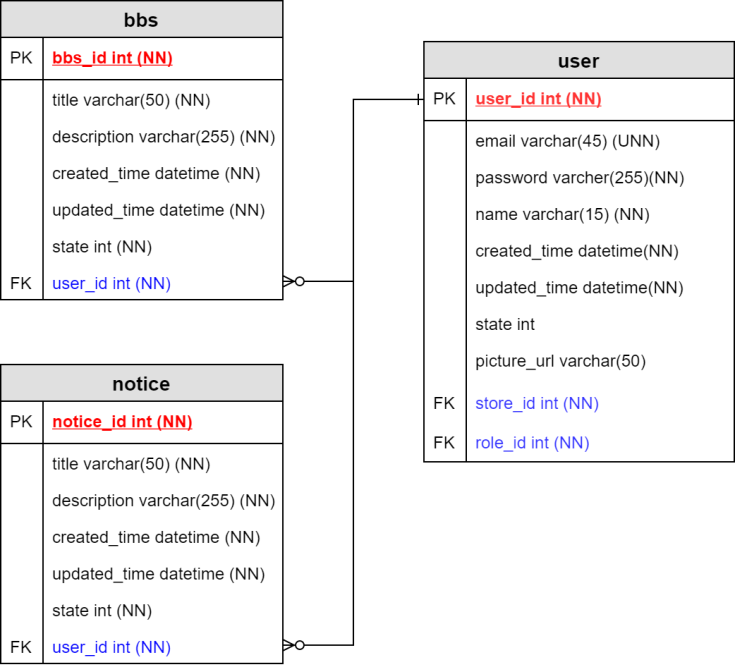 bbs
PK bbs_id int (NN)
title varchar(50) (NN)
description varchar(255) (NN)
created_time datetime (NN)
updated_time datetime (NN)
state int (NN)
FK user_id int (NN)
user
PK user_id int (NN)
email varchar(45) (UNN)
password varcher(255)(NN)
name varchar(15) (NN)
created_time datetime(NN)
updated_time datetime(NN)
state int
picture_url varchar(50)
FK store_id int (NN)
FK role_id int (NN)
notice
PK notice_id int (NN)
title varchar(50) (NN)
description varchar(255) (NN)
created_time datetime (NN)
updated_time datetime (NN)
state int (NN)
FK user_id int (NN)